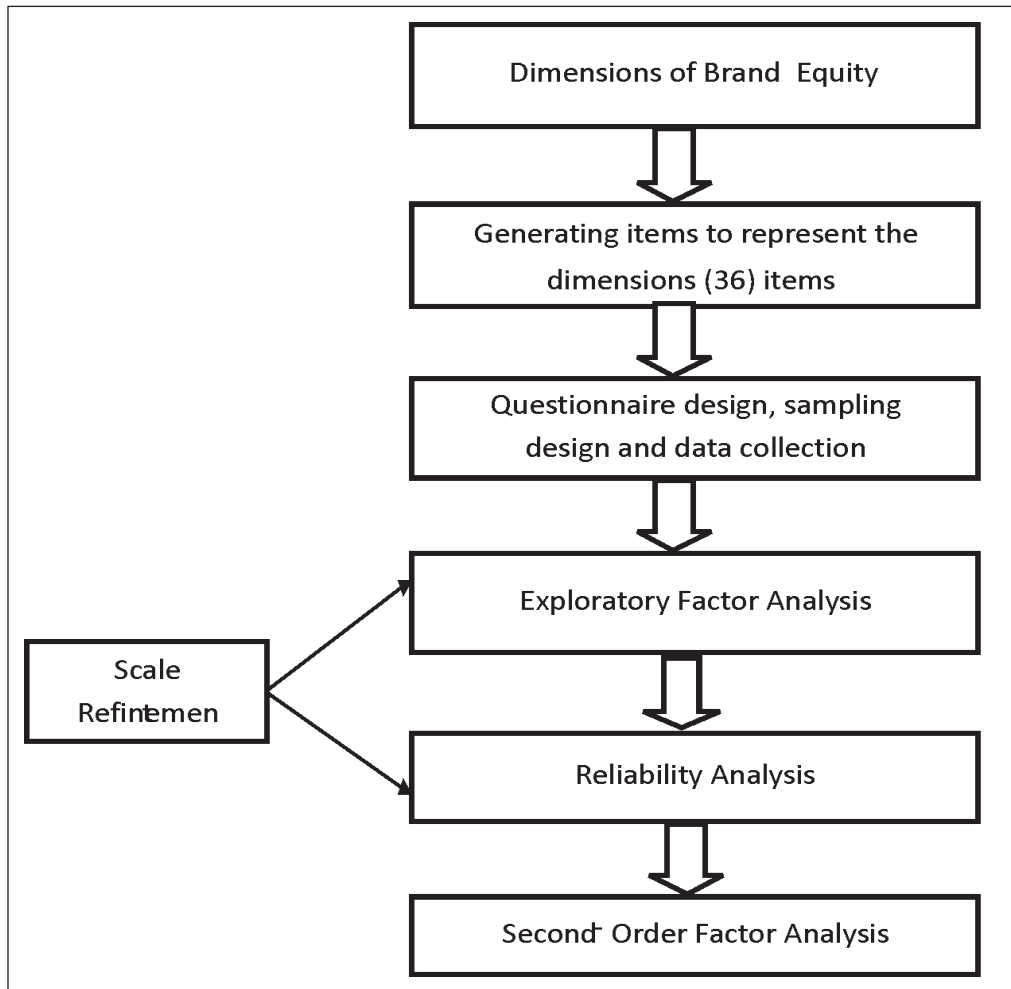 Dimensions of Brand Equity
Generating items to represent the
dimensions (36) items
Questionnaire design, sampling
design and data collection
Exploratory Factor Analysis
Scale
Refintemen
Reliability Analysis
Second- Order Factor Analysis